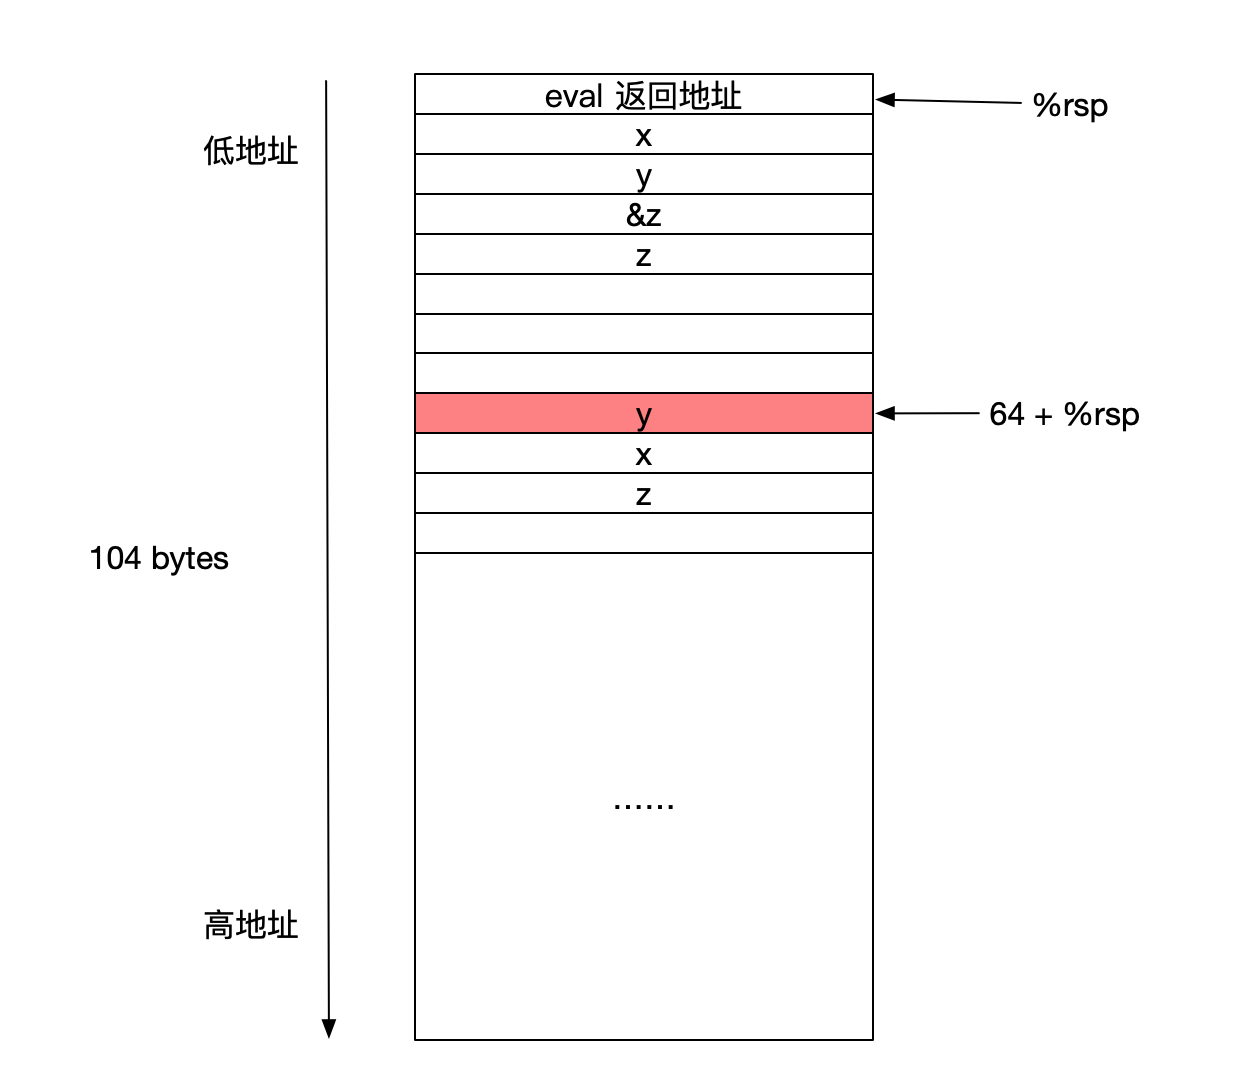 eval 返回地址
%rsp
x
低地址
y
&z
z
y
64 + %rsp
x
z
104 bytes
......
高地址